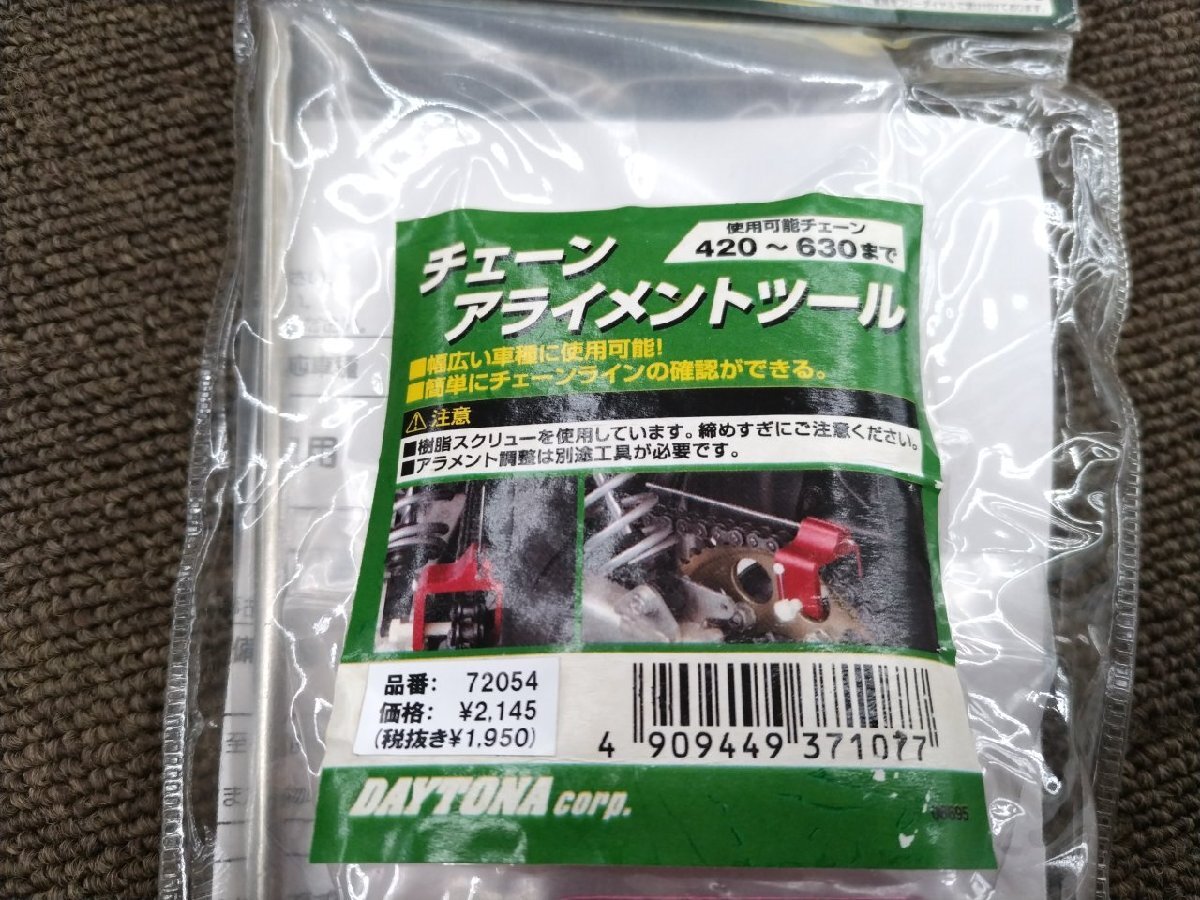 使用可能チェーン
420～630まで
チェーン
アライメントツール
■幅広い車種に使用可能!
■簡単にチェーンラインの確認ができる。
注意
■樹脂スクリューを使用しています。締めすぎにご注意ください。
■アラメント調整は別途工具が必要です。
品番: 72054
価格: ¥2,145
(税抜き¥1,950)
4 909449 371077
DAYTONA corp.